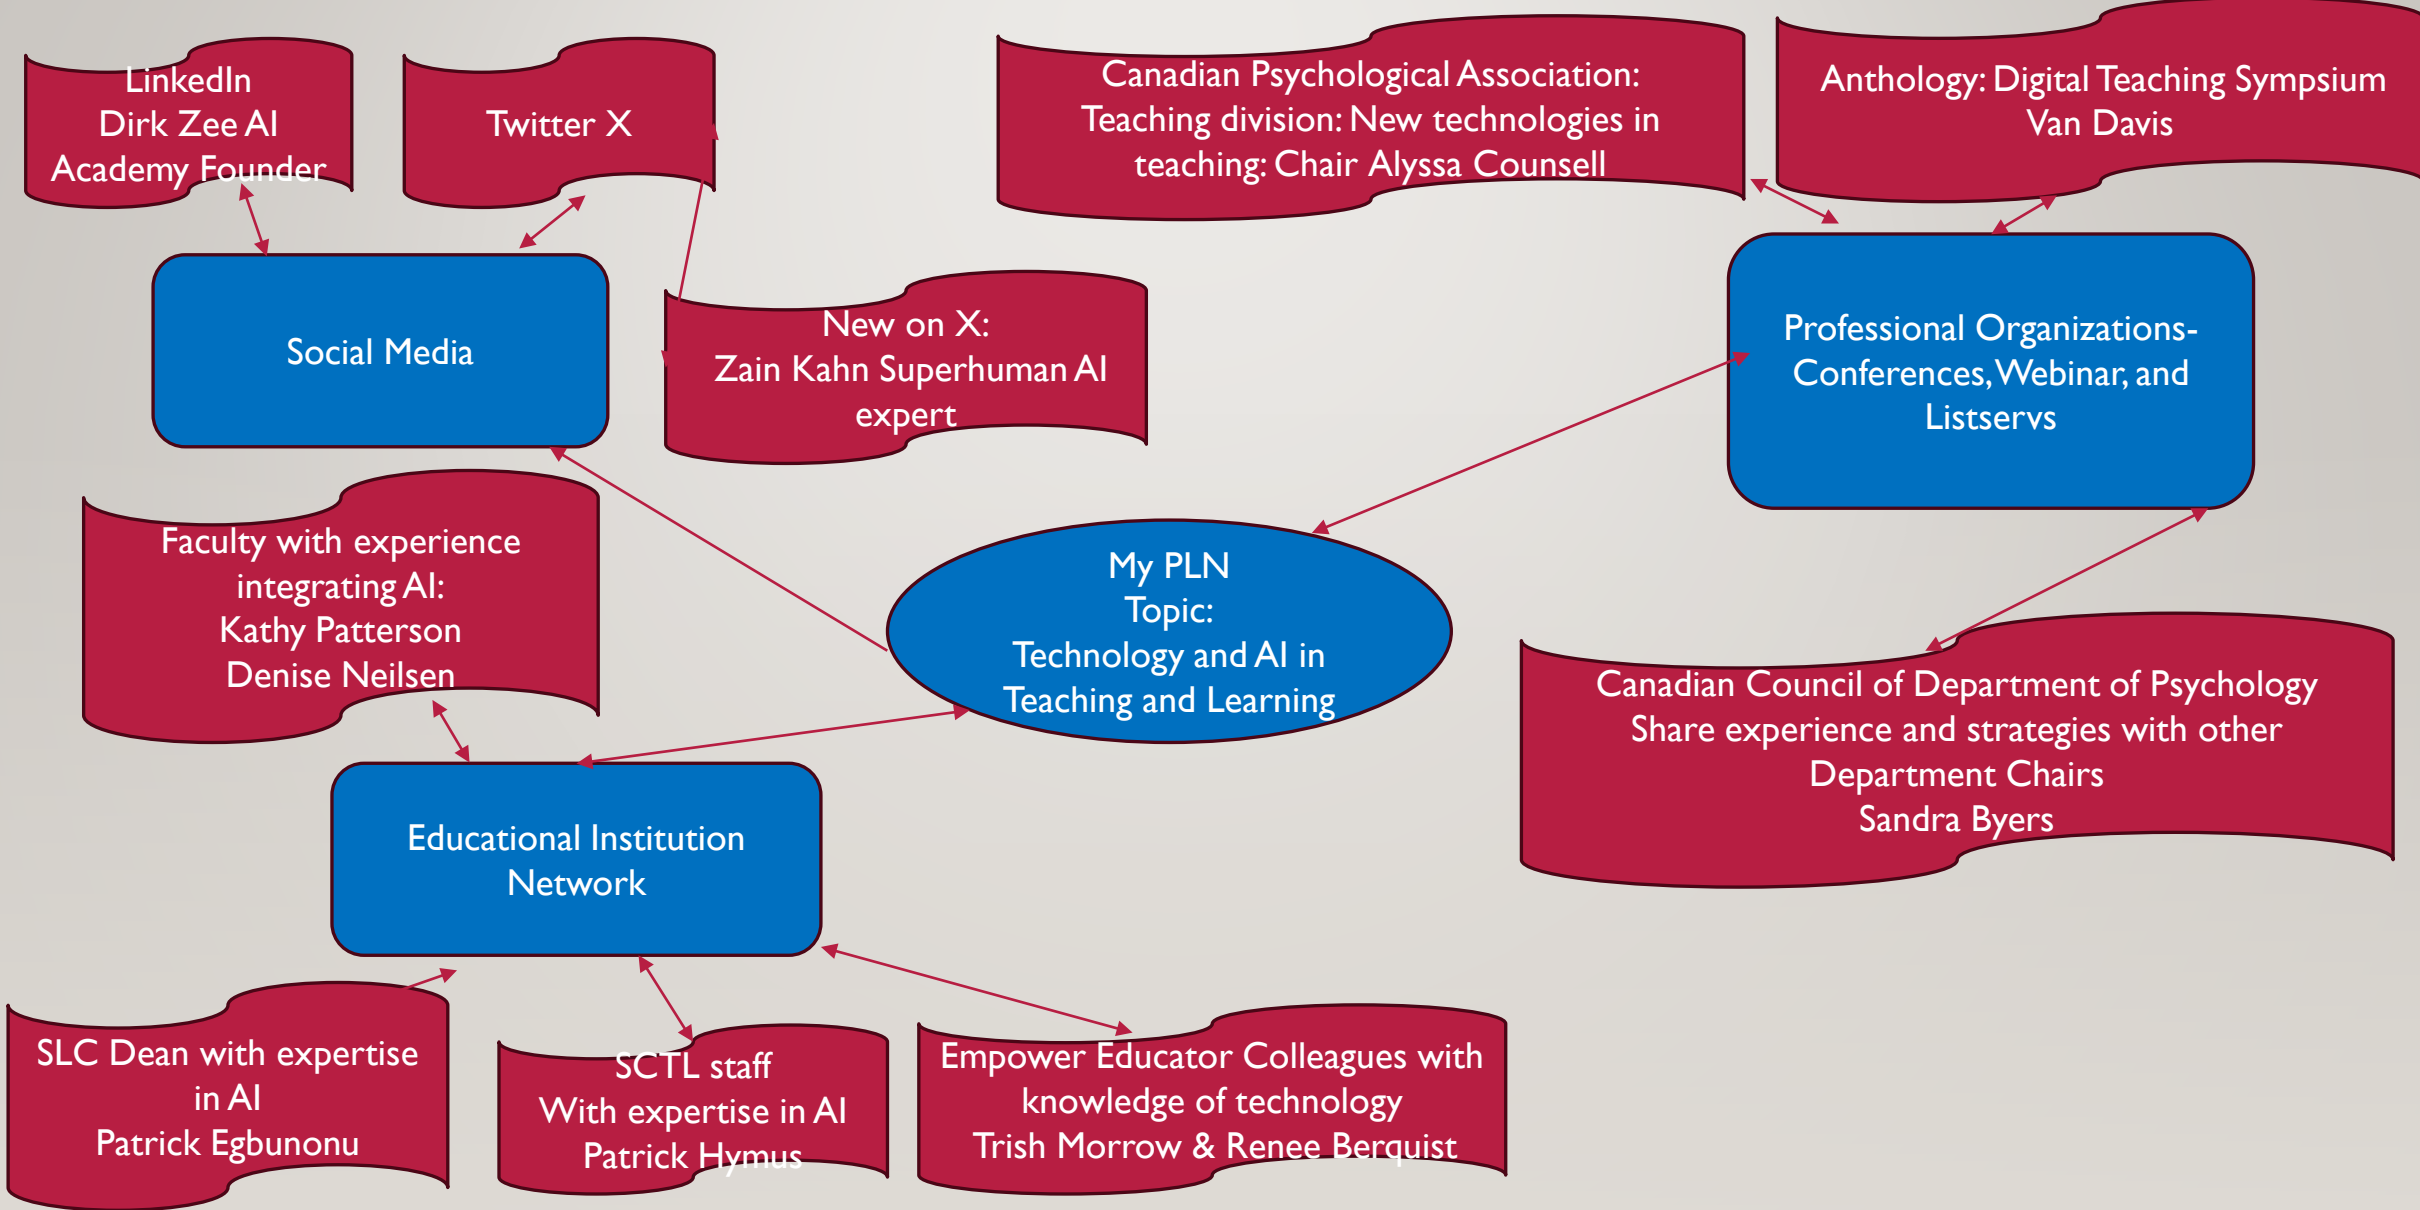 LinkedIn
Dirk Zee AI
Academy Founder
Twitter X
Canadian Psychological Association:
Teaching division: New technologies in
teaching: Chair Alyssa Counsell
Anthology: Digital Teaching Sympsium
Van Davis
Social Media
New on X:
Zain Kahn Superhuman AI
expert
Professional Organizations-
Conferences, Webinar, and
Listservs
Faculty with experience
integrating AI:
Kathy Patterson
Denise Neilsen
My PLN
Topic:
Technology and AI in
Teaching and Learning
Canadian Council of Department of Psychology
Share experience and strategies with other
Department Chairs
Sandra Byers
Educational Institution
Network
SLC Dean with expertise
in AI
Patrick Egbunonu
SCTL staff
With expertise in AI
Patrick Hymus
Empower Educator Colleagues with
knowledge of technology
Trish Morrow & Renee Berquist